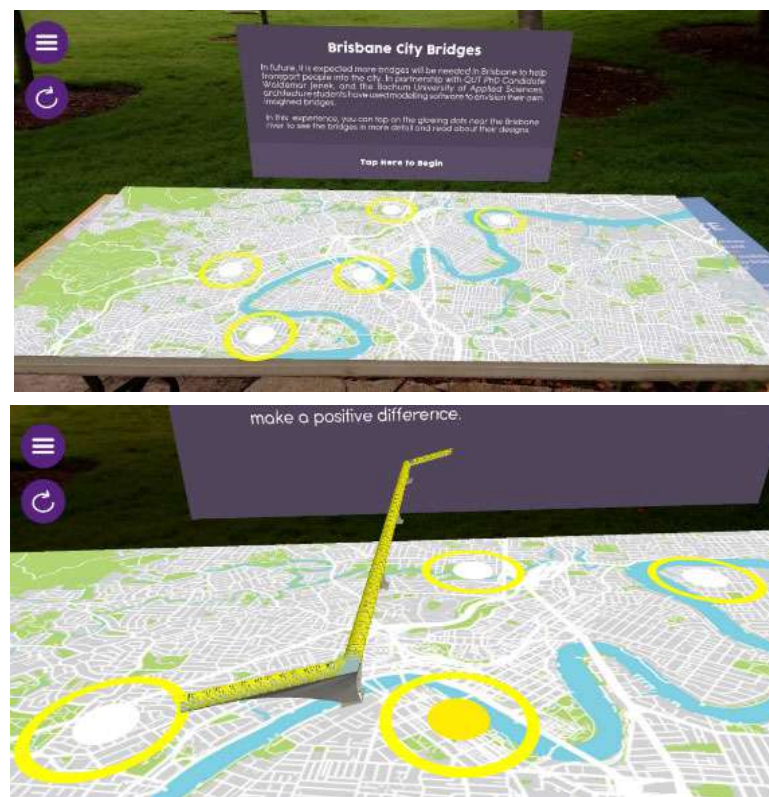 Brisbane City Bridges
In future, it is expected more bridges will be needed in Brisbane to help
transport people into the city. In partnership with QUT PhD Candidate
Waldemar Jenek, and the Bochum University of Applied Sciences,
architecture students have used modelling software to envision their own
imagined bridges.
In this experience, you can tap on the glowing dots near the Brisbane
river to see the bridges in more detail and read about their designs.
Tap Here to Begin
make a positive difference.